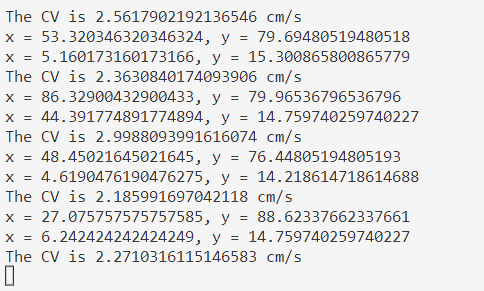 The CV is 2.5617902192136546 cm/s
x = 53.320346320346324, y = 79.69480519480518
x = 5.160173160173166, y = 15.300865800865779
The CV is 2.3630840174093906 cm/s
x = 86.32900432900433, y = 79.96536796536796
x = 44.391774891774894, y = 14.759740259740227
The CV is 2.9988093991616074 cm/s
x = 48.45021645021645, y = 76.44805194805193
x = 4.6190476190476275, y = 14.218614718614688
The CV is 2.185991697042118 cm/s
x = 27.075757575757585, y = 88.62337662337661
x = 6.242424242424249, y = 14.759740259740227
The CV is 2.2710316115146583 cm/s